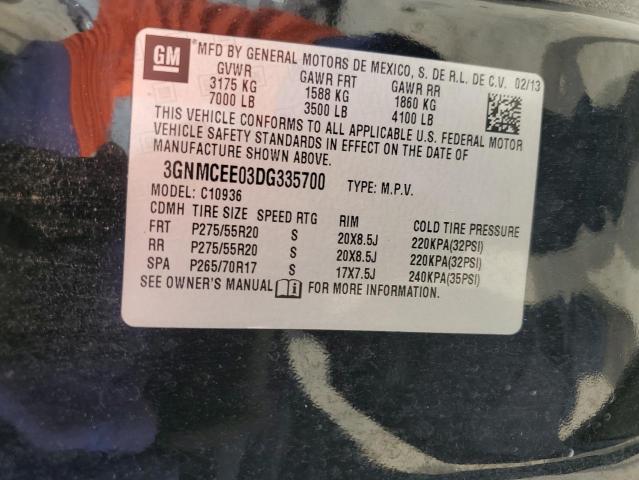 GM MFD BY GENERAL MOTORS DE MEXICO, S. DE R.L. DE C.V. 02/13
GVWR GAWR FRT GAWR RR
3175 KG 1588 KG 1860 KG
7000 LB 3500 LB 4100 LB
THIS VEHICLE CONFORMS TO ALL APPLICABLE U.S. FEDERAL MOTOR
VEHICLE SAFETY STANDARDS IN EFFECT ON THE DATE OF
MANUFACTURE SHOWN ABOVE.
3GNMCEE03DG335700 TYPE: M.P.V.
MODEL: C10936
CDMH TIRE SIZE SPEED RTG RIM COLD TIRE PRESSURE
FRT P275/55R20 S 20X8.5J 220KPA(32PSI)
RR P275/55R20 S 20X8.5J 220KPA(32PSI)
SPA P265/70R17 S 17X7.5J 240KPA(35PSI)
SEE OWNER'S MANUAL FOR MORE INFORMATION.